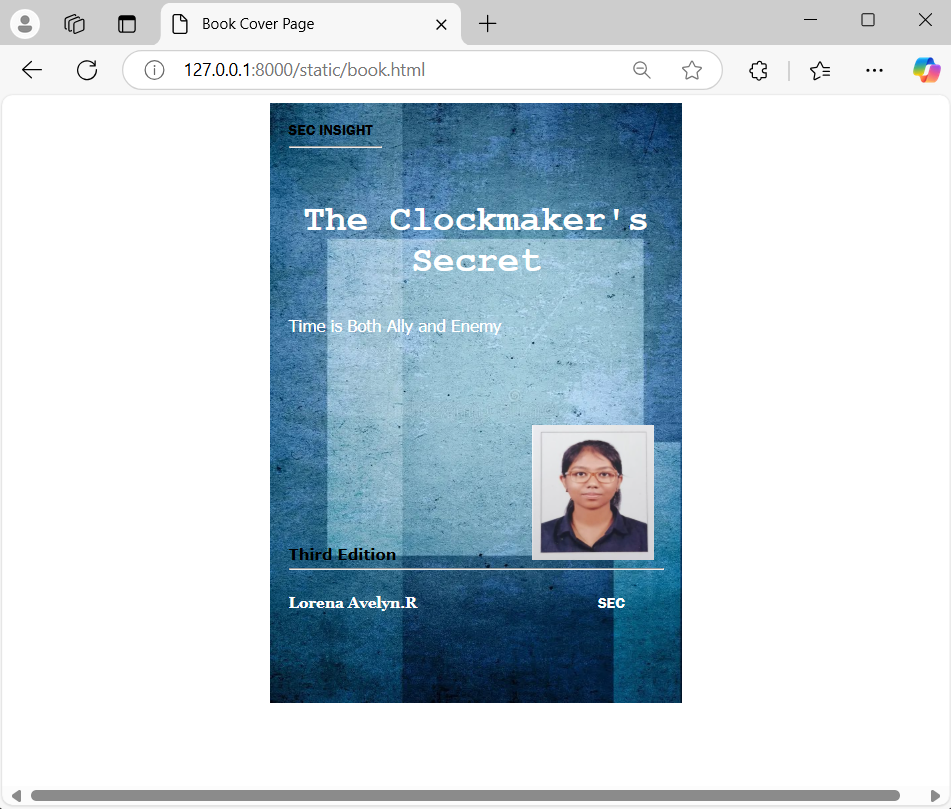 Book Cover Page
127.0.0.1:8000/static/book.html
SEC INSIGHT
The Clockmaker's
Secret
Time is Both Ally and Enemy
Third Edition
Lorena Avelyn.R
SEC